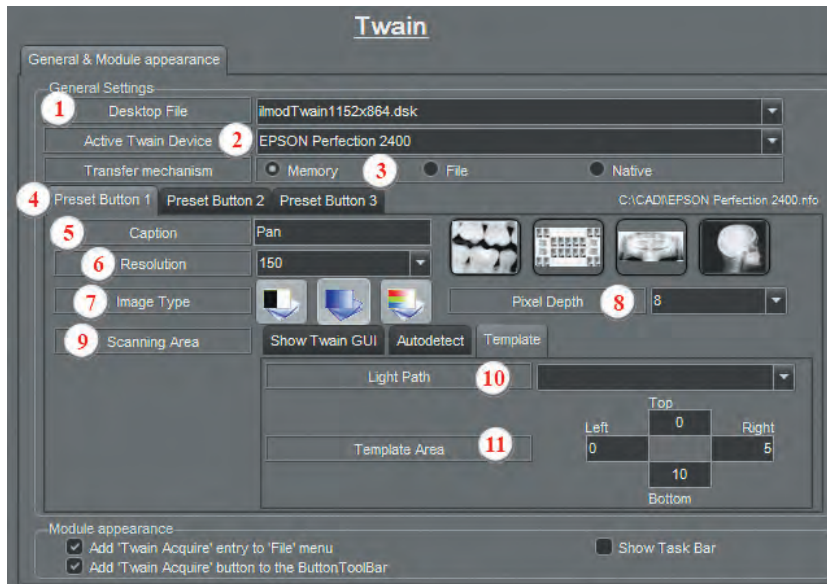 Twain
General & Module appearance
General Settings
1 Desktop File ilmodTwain1152x864.dsk
Active Twain Device 2 EPSON Perfection 2400
Transfer mechanism Memory 3 File Native
4 Preset Button 1 Preset Button 2 Preset Button 3 C:\CADI\EPSON Perfection 2400.nfo
5 Caption Pan
6 Resolution 150
7 Image Type Pixel Depth 8 8
9 Scanning Area Show Twain GUI Autodetect Template
Light Path 10
Top
Left 0 Right
Template Area 11 0 5
10
Bottom
Module appearance
Add 'Twain Acquire' entry to 'File' menu Show Task Bar
Add 'Twain Acquire' button to the ButtonToolBar